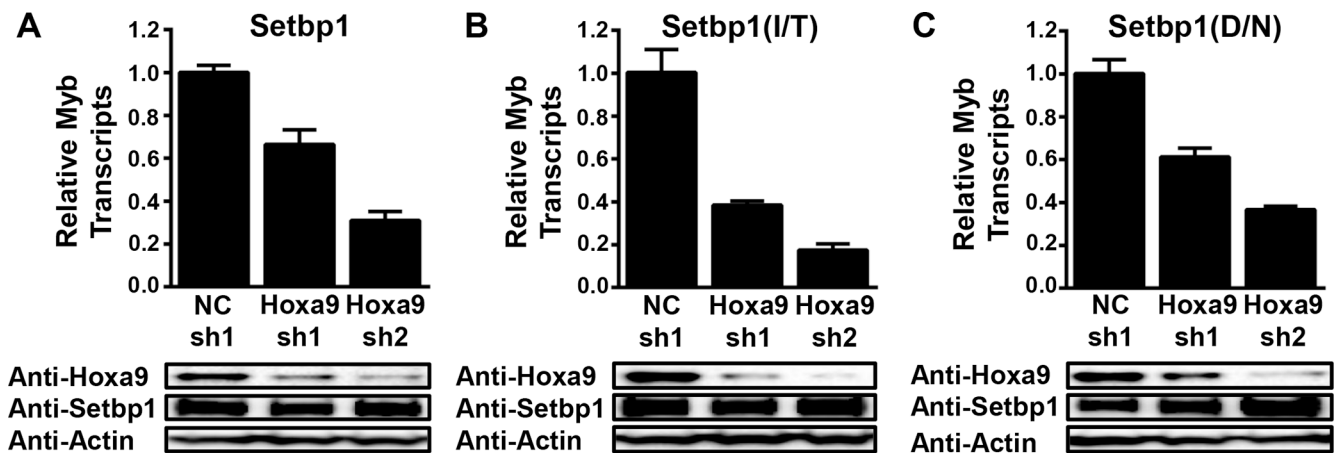 A
Setbp1
Relative Myb
Transcripts
1.2
1.0
0.8
0.6
0.4
0.2
0.0
NC Hoxa9 Hoxa9
sh1 sh1 sh2
Anti-Hoxa9
Anti-Setbp1
Anti-Actin
B
Setbp1(I/T)
Relative Myb
Transcripts
1.2
1.0
0.8
0.6
0.4
0.2
0.0
NC Hoxa9 Hoxa9
sh1 sh1 sh2
Anti-Hoxa9
Anti-Setbp1
Anti-Actin
C
Setbp1(D/N)
Relative Myb
Transcripts
1.2
1.0
0.8
0.6
0.4
0.2
0.0
NC Hoxa9 Hoxa9
sh1 sh1 sh2
Anti-Hoxa9
Anti-Setbp1
Anti-Actin